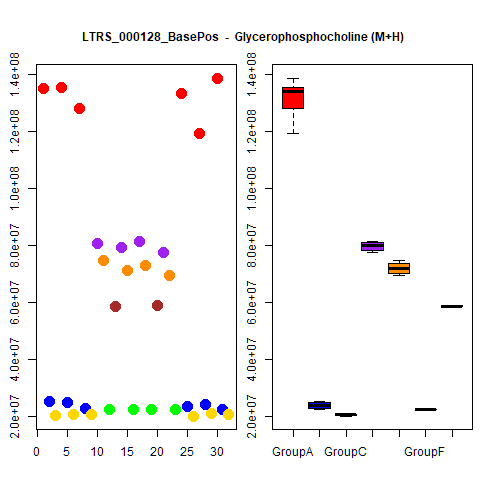 LTRS_000128_BasePos - Glycerophosphocholine (M+H)
1.4e+08
1.2e+08
1.0e+08
8.0e+07
6.0e+07
4.0e+07
2.0e+07
0 5 10 15 20 25 30
1.4e+08
1.2e+08
1.0e+08
8.0e+07
6.0e+07
4.0e+07
2.0e+07
GroupA GroupC GroupF